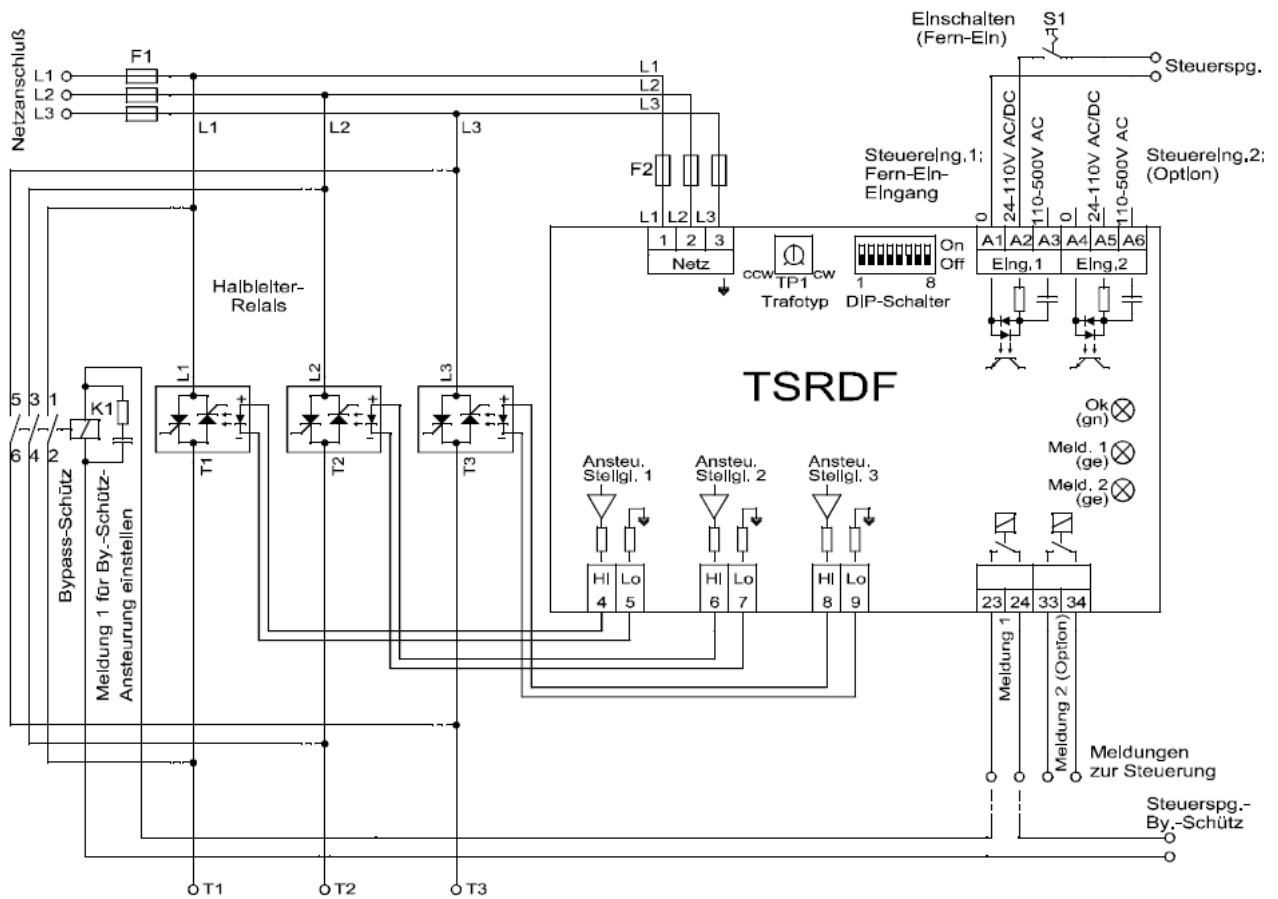 Netzanschluß
L1
L2
L3
F1
L1
L2
L3
L1
L2
L3
F2
Einschalten
(Fern-Ein)
S1
Steuerspg.
Steuereing.1;
Fern-Ein-
Eingang
0
24-110V AC/DC
110-500V AC
0
24-110V AC/DC
110-500V AC
Steuereing.2;
(Option)
L1 L2 L3
1 2 3
Netz
CCW CW
TP1
Trafotyp
On
Off
1 8
DIP-Schalter
A1 A2 A3 A4 A5 A6
Eing.1 Eing.2
Halbleiter-
Relais
TSRDF
5 3 1
6 4 2
K1
L1
L2
L3
+
-
+
-
+
-
T1
T2
T3
Bypass-Schütz
Meldung 1 für By.-Schütz-
Ansteurung einstellen
Ok
(gn)
Meld. 1
(ge)
Meld. 2
(ge)
Ansteu.
Stellgl. 1
Ansteu.
Stellgl. 2
Ansteu.
Stellgl. 3
Hi Lo
4 5
Hi Lo
6 7
Hi Lo
8 9
23 24 33 34
Meldung 1
Meldung 2 (Option)
Meldungen
zur Steuerung
Steuerspg.-
By.-Schütz
T1
T2
T3